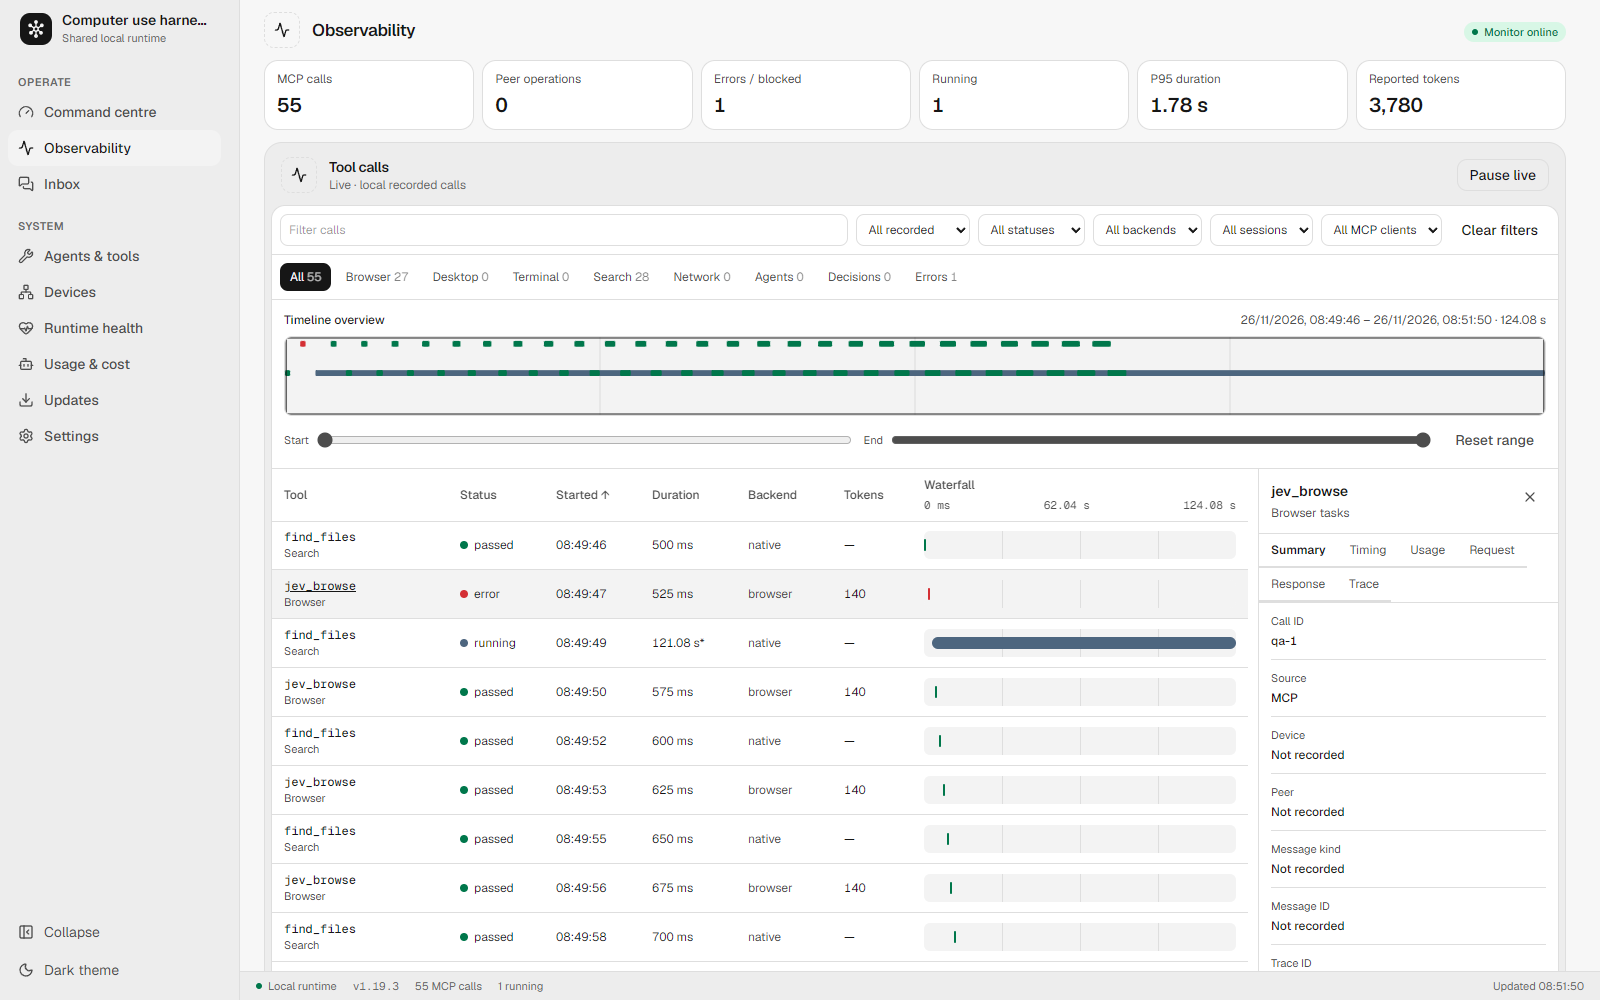 Computer use harne...
Shared local runtime
OPERATE
Command centre
Observability
Inbox
SYSTEM
Agents & tools
Devices
Runtime health
Usage & cost
Updates
Settings
Collapse
Dark theme
Observability
Monitor online
MCP calls
55
Peer operations
0
Errors / blocked
1
Running
1
P95 duration
1.78 s
Reported tokens
3,780
Tool calls
Live · local recorded calls
Pause live
Filter calls
All recorded
All statuses
All backends
All sessions
All MCP clients
Clear filters
All 55
Browser 27
Desktop 0
Terminal 0
Search 28
Network 0
Agents 0
Decisions 0
Errors 1
Timeline overview
26/11/2026, 08:49:46 – 26/11/2026, 08:51:50 · 124.08 s
Start
End
Reset range
Tool Status Started ↑ Duration Backend Tokens Waterfall
0 ms 62.04 s 124.08 s
find_files passed 08:49:46 500 ms native —
Search
jev_browse error 08:49:47 525 ms browser 140
Browser
find_files running 08:49:49 121.08 s* native —
Search
jev_browse passed 08:49:50 575 ms browser 140
Browser
find_files passed 08:49:52 600 ms native —
Search
jev_browse passed 08:49:53 625 ms browser 140
Browser
find_files passed 08:49:55 650 ms native —
Search
jev_browse passed 08:49:56 675 ms browser 140
Browser
find_files passed 08:49:58 700 ms native —
Search
jev_browse
Browser tasks
Summary Timing Usage Request
Response Trace
Call ID
qa-1
Source
MCP
Device
Not recorded
Peer
Not recorded
Message kind
Not recorded
Message ID
Not recorded
Trace ID
Local runtime v1.19.3 55 MCP calls 1 running
Updated 08:51:50